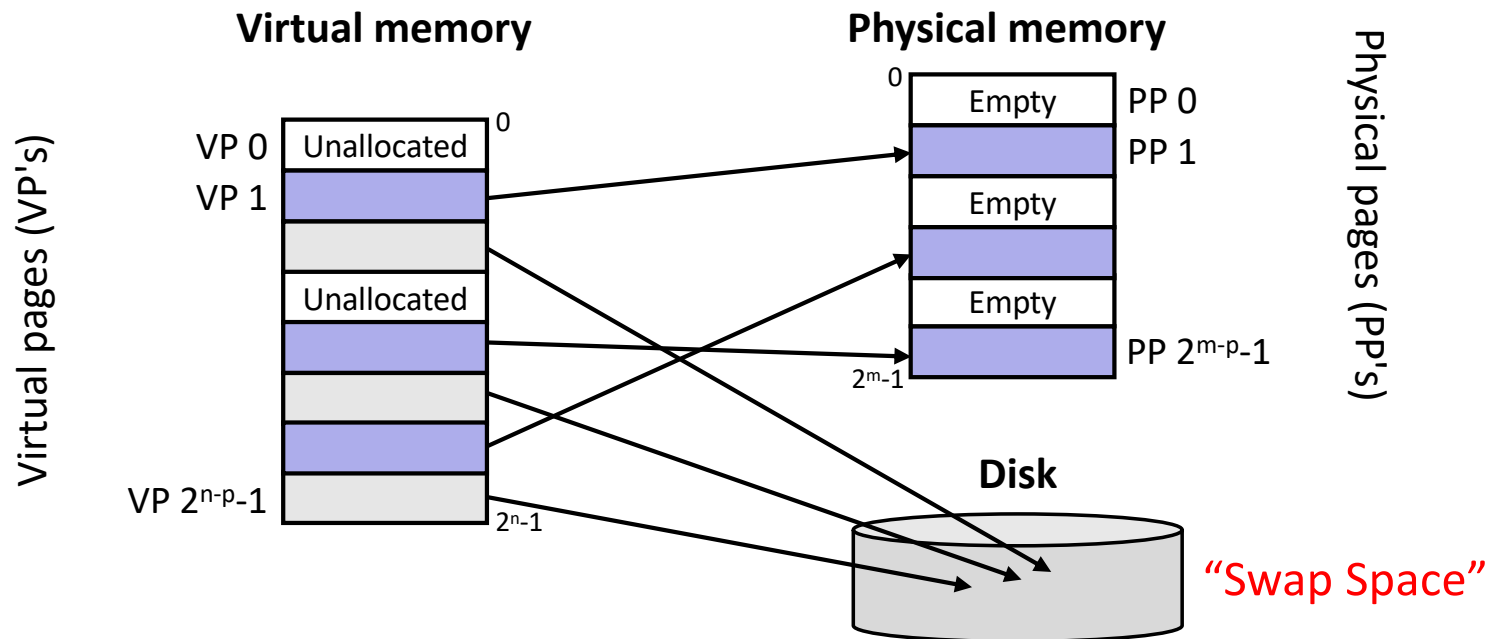 Virtual memory
Physical memory
Virtual pages (VP's)
Physical pages (PP's)
0
VP 0
Unallocated
VP 1
Unallocated
VP 2ⁿ⁻ᵖ-1
2ⁿ-1
0
Empty
PP 0
PP 1
Empty
Empty
PP 2ᵐ⁻ᵖ-1
2ᵐ-1
Disk
“Swap Space”